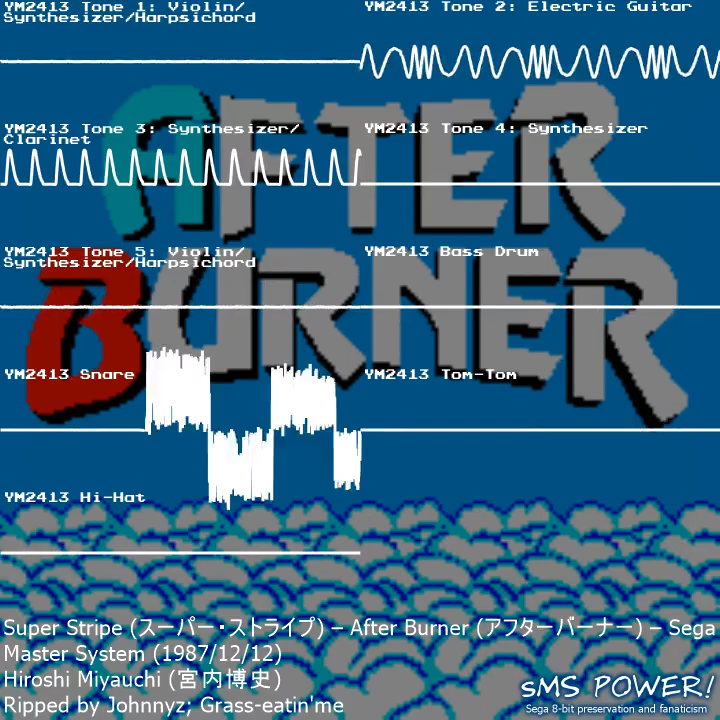 YM2413 Tone 1: Violin/
Synthesizer/Harpsichord
YM2413 Tone 2: Electric Guitar
YM2413 Tone 3: Synthesizer/
Clarinet
YM2413 Tone 4: Synthesizer
AFTER
YM2413 Tone 5: Violin/
Synthesizer/Harpsichord
YM2413 Bass Drum
BURNER
YM2413 Snare
YM2413 Tom-Tom
YM2413 Hi-Hat
Super Stripe (スーパー・ストライプ) – After Burner (アフターバーナー) – Sega
Master System (1987/12/12)
Hiroshi Miyauchi (宮内博史)
Ripped by Johnnyz; Grass-eatin'me
SMS POWER!
Sega 8-bit preservation and fanaticism